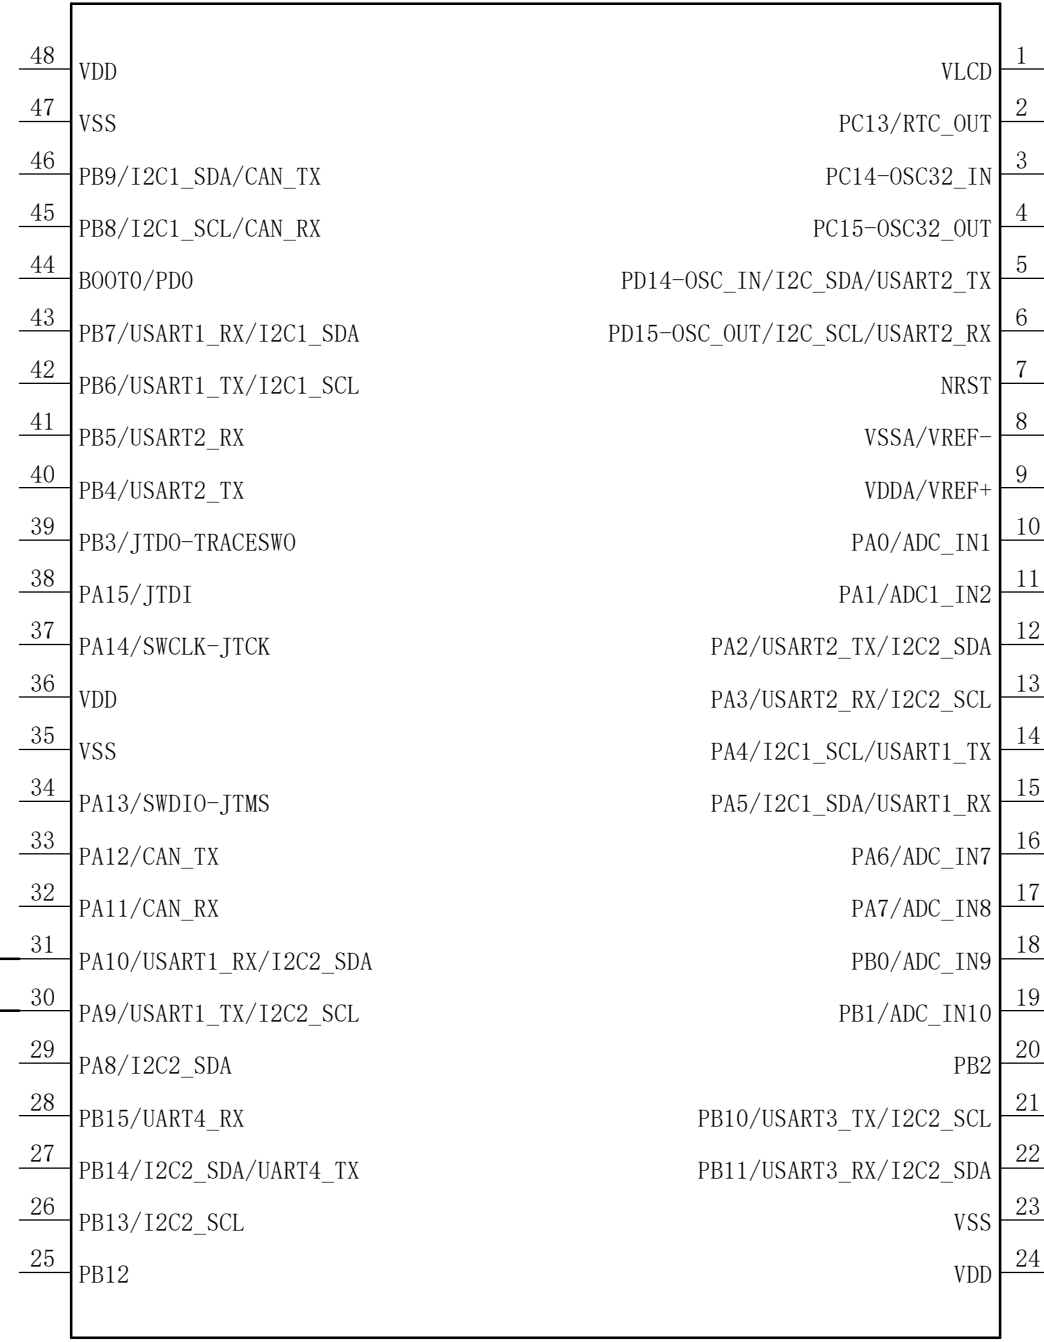 48 VDD VLCD 1
47 VSS PC13/RTC_OUT 2
46 PB9/I2C1_SDA/CAN_TX PC14-OSC32_IN 3
45 PB8/I2C1_SCL/CAN_RX PC15-OSC32_OUT 4
44 BOOT0/PD0 PD14-OSC_IN/I2C_SDA/USART2_TX 5
43 PB7/USART1_RX/I2C1_SDA PD15-OSC_OUT/I2C_SCL/USART2_RX 6
42 PB6/USART1_TX/I2C1_SCL NRST 7
41 PB5/USART2_RX VSSA/VREF- 8
40 PB4/USART2_TX VDDA/VREF+ 9
39 PB3/JTDO-TRACESWO PA0/ADC_IN1 10
38 PA15/JTDI PA1/ADC1_IN2 11
37 PA14/SWCLK-JTCK PA2/USART2_TX/I2C2_SDA 12
36 VDD PA3/USART2_RX/I2C2_SCL 13
35 VSS PA4/I2C1_SCL/USART1_TX 14
34 PA13/SWDIO-JTMS PA5/I2C1_SDA/USART1_RX 15
33 PA12/CAN_TX PA6/ADC_IN7 16
32 PA11/CAN_RX PA7/ADC_IN8 17
31 PA10/USART1_RX/I2C2_SDA PB0/ADC_IN9 18
30 PA9/USART1_TX/I2C2_SCL PB1/ADC_IN10 19
29 PA8/I2C2_SDA PB2 20
28 PB15/UART4_RX PB10/USART3_TX/I2C2_SCL 21
27 PB14/I2C2_SDA/UART4_TX PB11/USART3_RX/I2C2_SDA 22
26 PB13/I2C2_SCL VSS 23
25 PB12 VDD 24